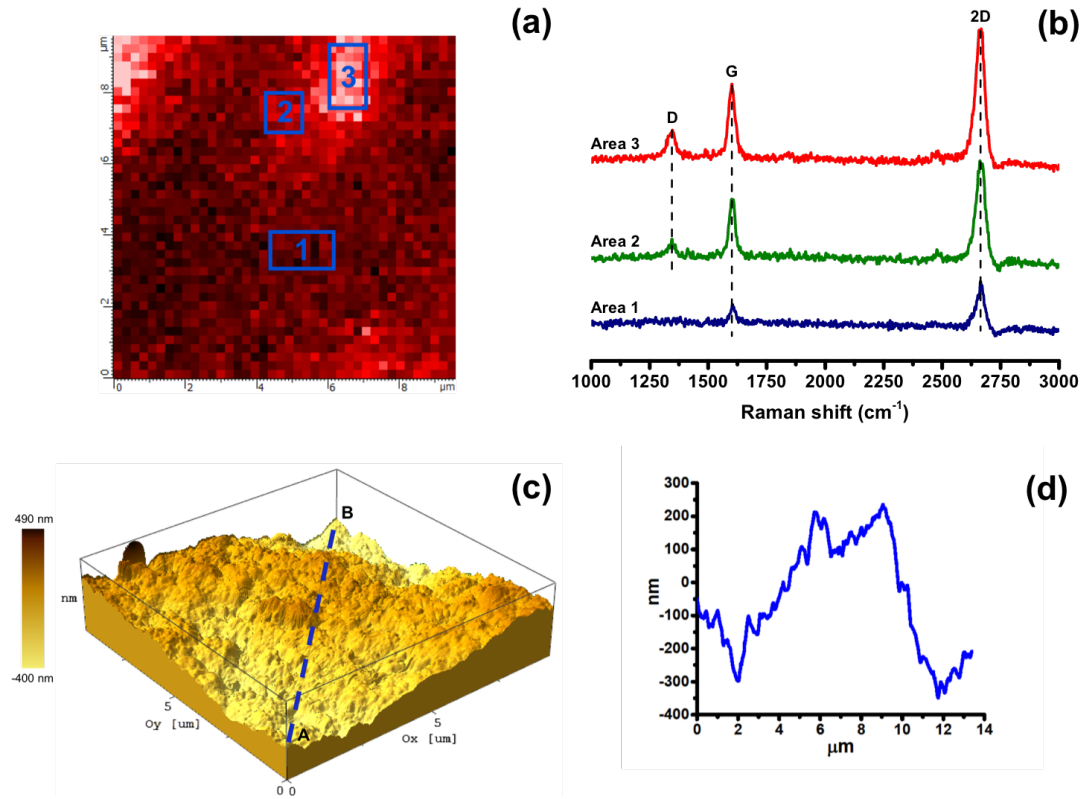 (a)
µm
8
6
4
2
0
0
2
4
6
8
µm
1
2
3
(b)
D
G
2D
Area 3
Area 2
Area 1
1000 1250 1500 1750 2000 2250 2500 2750 3000
Raman shift (cm-1)
(c)
490 nm
-400 nm
nm
B
A
5
Oy [um]
5
Ox [um]
0 0
(d)
300
200
100
0
-100
-200
-300
-400
nm
0 2 4 6 8 10 12 14
µm